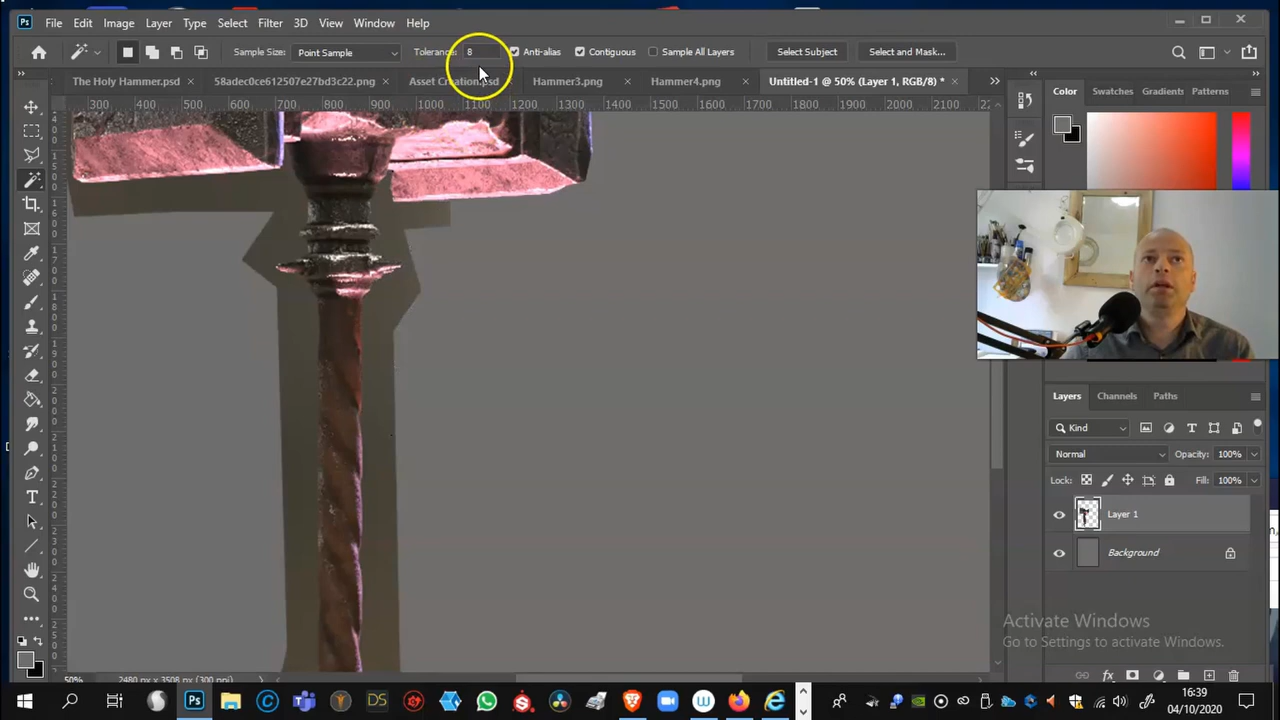 Ps File Edit Image Layer Type Select Filter 3D View Window Help
Sample Size: Point Sample Tolerance: 8 Anti-alias Contiguous Sample All Layers Select Subject Select and Mask...
The Holy Hammer.psd 58adec0ce612507e27bd3c22.png Asset Creation.psd Hammer3.png Hammer4.png Untitled-1 @ 50% (Layer 1, RGB/8) *
300 400 500 600 700 800 900 1000 1100 1200 1300 1400 1500 1600 1700 1800 1900 2000 2100
Color Swatches Gradients Patterns
Layers Channels Paths
Kind
Normal Opacity: 100%
Lock: Fill: 100%
Layer 1
Background
Activate Windows
Go to Settings to activate Windows.
50% 2480 px x 3508 px (300 ppi)
16:39
04/10/2020